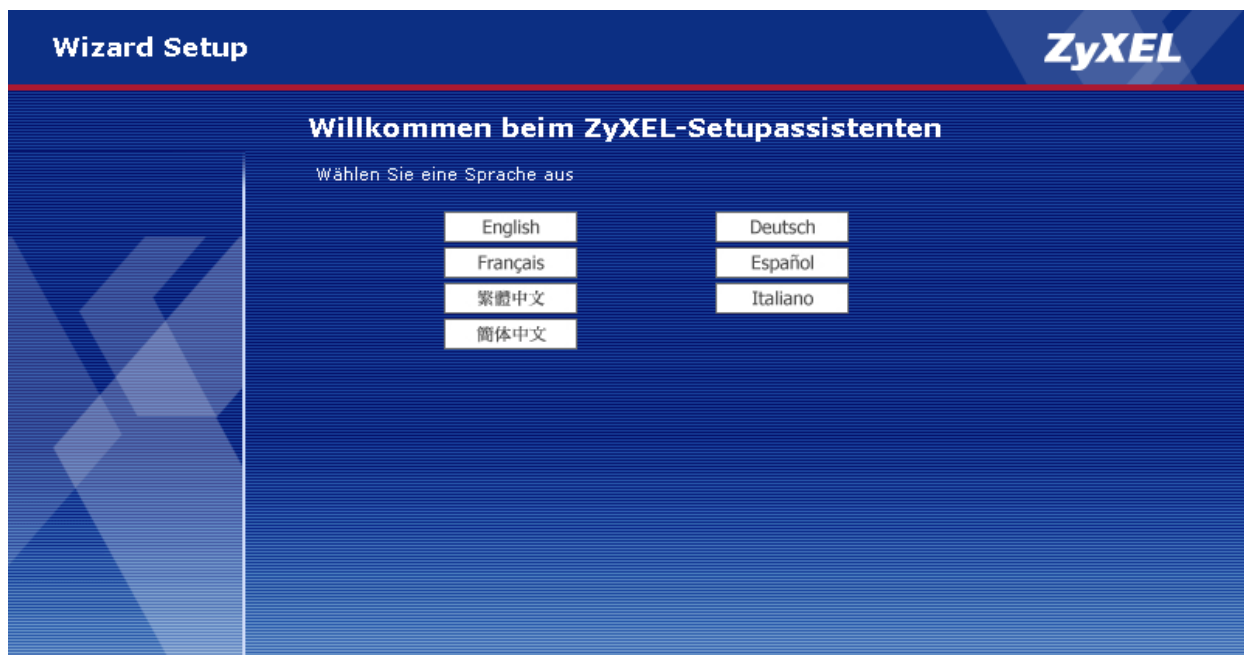 Wizard Setup
ZyXEL
Willkommen beim ZyXEL-Setupassistenten
Wählen Sie eine Sprache aus
English
Deutsch
Français
Español
繁體中文
Italiano
簡体中文